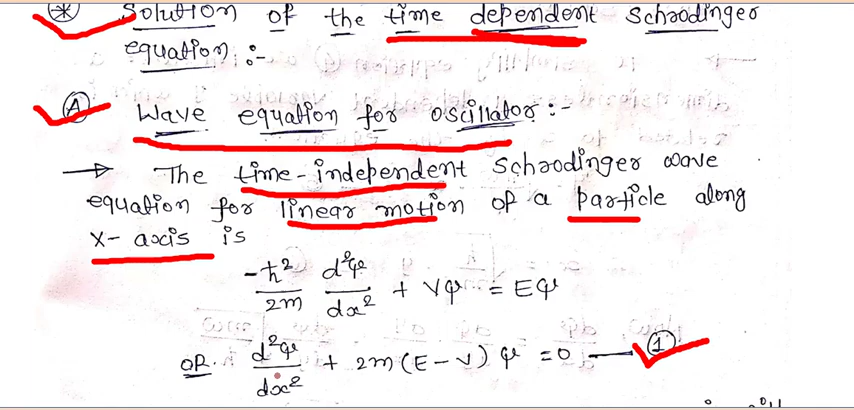 * Solution of the time dependent Schrodinger
equation :-
(A) Wave equation for oscillator :-
→ The time-independent Schrodinger wave
equation for linear motion of a particle along
X-axis is
-ħ²/2m d²ψ/dx² + Vψ = Eψ
OR. d²ψ/dx² + 2m(E-V)ψ = 0 — (1)